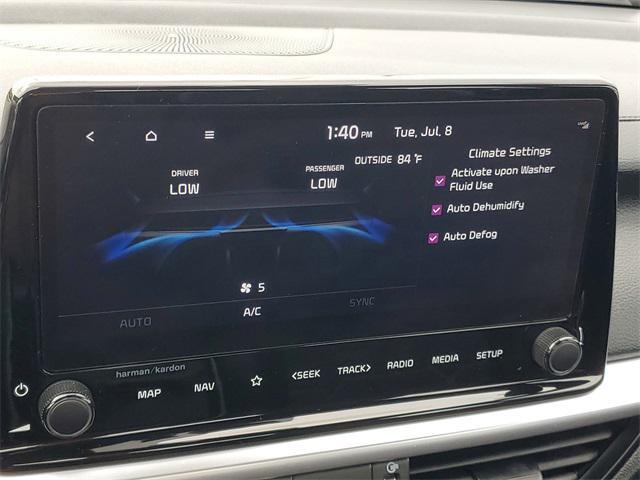 1:40 PM Tue, Jul. 8
OUTSIDE 84 °F
DRIVER
LOW
PASSENGER
LOW
Climate Settings
Activate upon Washer
Fluid Use
Auto Dehumidify
Auto Defog
5
AUTO
A/C
SYNC
harman/kardon
MAP
NAV
<SEEK
TRACK>
RADIO
MEDIA
SETUP